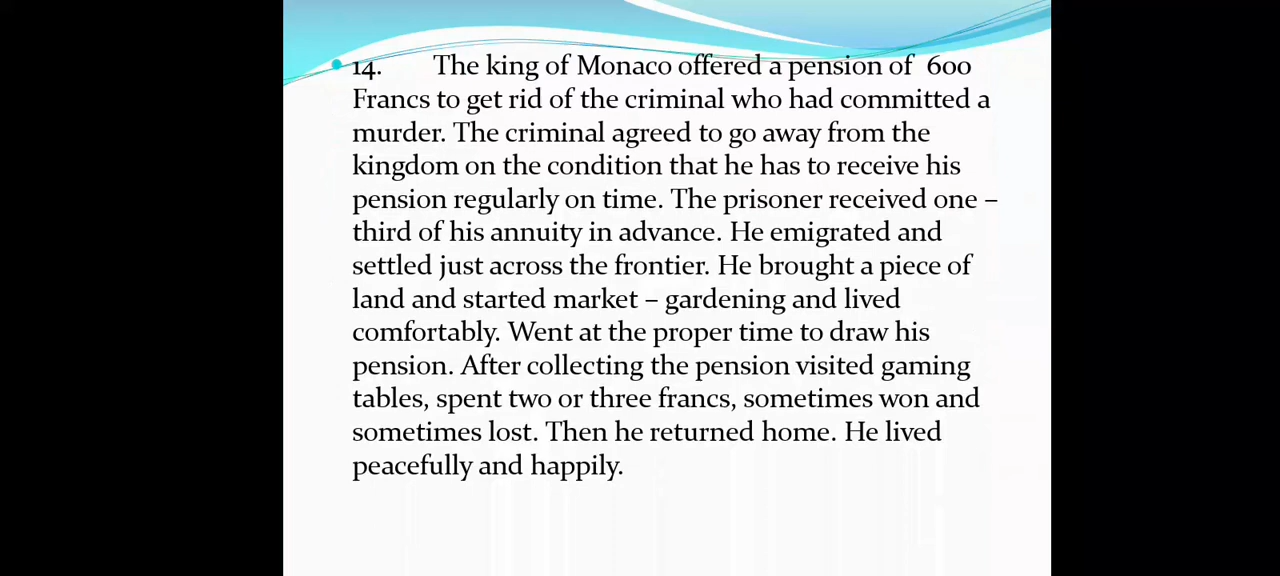 • 14. The king of Monaco offered a pension of 600
Francs to get rid of the criminal who had committed a
murder. The criminal agreed to go away from the
kingdom on the condition that he has to receive his
pension regularly on time. The prisoner received one –
third of his annuity in advance. He emigrated and
settled just across the frontier. He brought a piece of
land and started market – gardening and lived
comfortably. Went at the proper time to draw his
pension. After collecting the pension visited gaming
tables, spent two or three francs, sometimes won and
sometimes lost. Then he returned home. He lived
peacefully and happily.